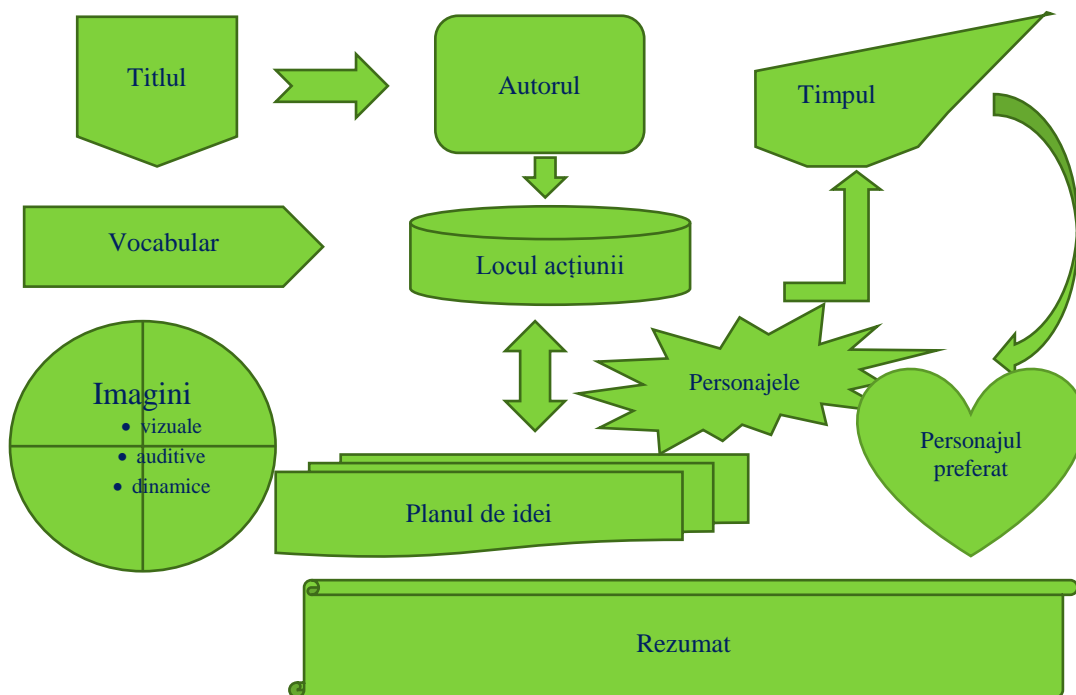 Titlul
Autorul
Timpul
Vocabular
Locul acțiunii
Imagini
• vizuale
• auditive
• dinamice
Personajele
Personajul
preferat
Planul de idei
Rezumat